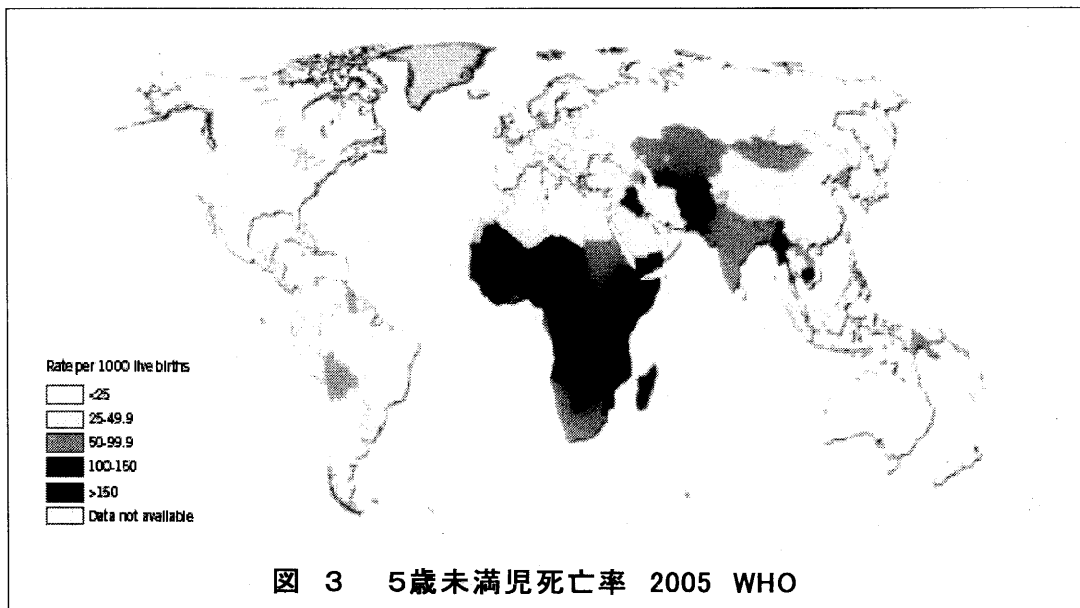 Rate per 1000 live births
<25
25-49.9
50-99.9
100-150
>150
Data not available
図 3 5歳未満児死亡率 2005 WHO